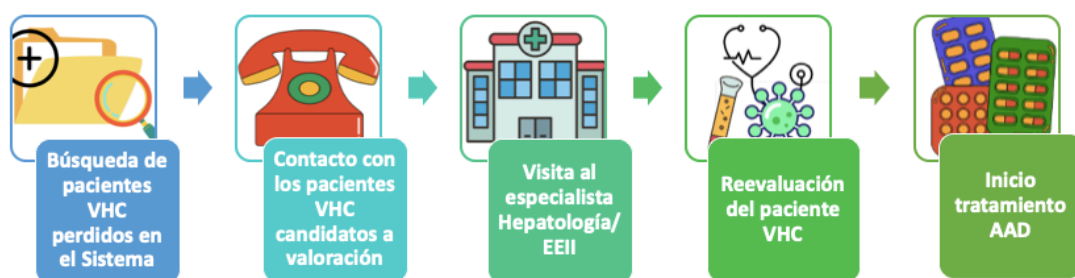 Búsqueda de
pacientes
VHC
perdidos en
el Sistema
Contacto con
los pacientes
VHC
candidatos a
valoración
Visita al
especialista
Hepatología/
EEII
Reevaluación
del paciente
VHC
Inicio
tratamiento
AAD